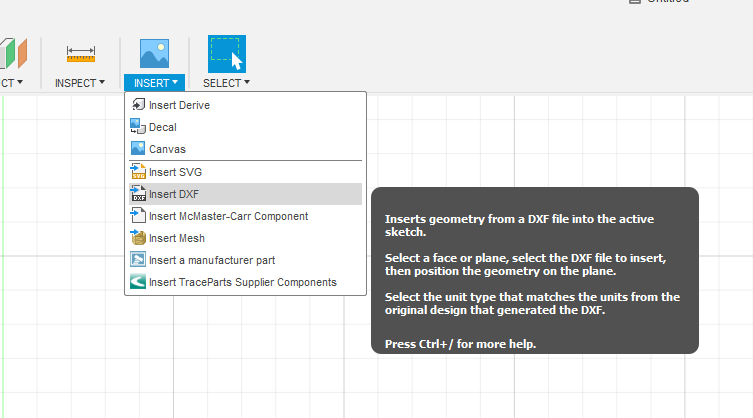 Untitled
CT
INSPECT
INSERT
SELECT
Insert Derive
Decal
Canvas
Insert SVG
Insert DXF
Insert McMaster-Carr Component
Insert Mesh
Insert a manufacturer part
Insert TraceParts Supplier Components
Inserts geometry from a DXF file into the active
sketch.
Select a face or plane, select the DXF file to insert,
then position the geometry on the plane.
Select the unit type that matches the units from the
original design that generated the DXF.
Press Ctrl+/ for more help.